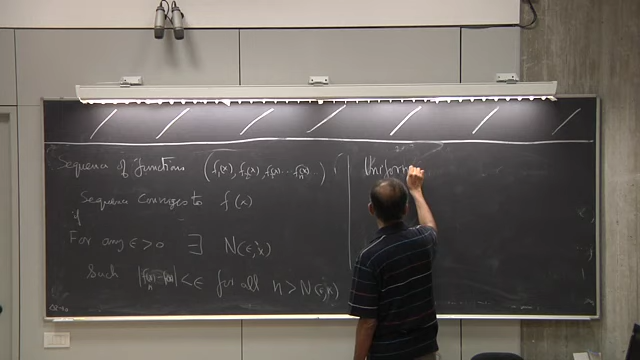 Sequence of functions (f₁(x), f₂(x), f₃(x) ... fₙ(x) ...)
Sequence Converges to f(x)
if
For any ε > 0 ∃ N(ε, x)
Such |fₙ(x) - f(x)| < ε for all n > N(ε, x)
Uniform